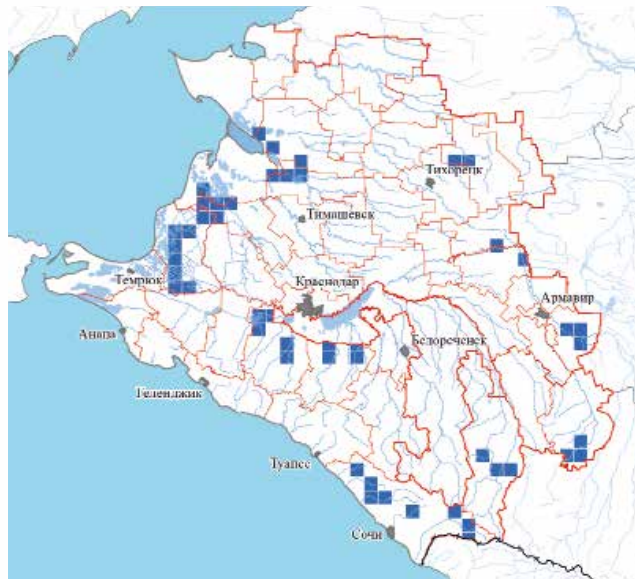 Тихорецк
Тимашевск
Темрюк
Краснодар
Армавир
Анапа
Белореченск
Геленджик
Туапсе
Сочи